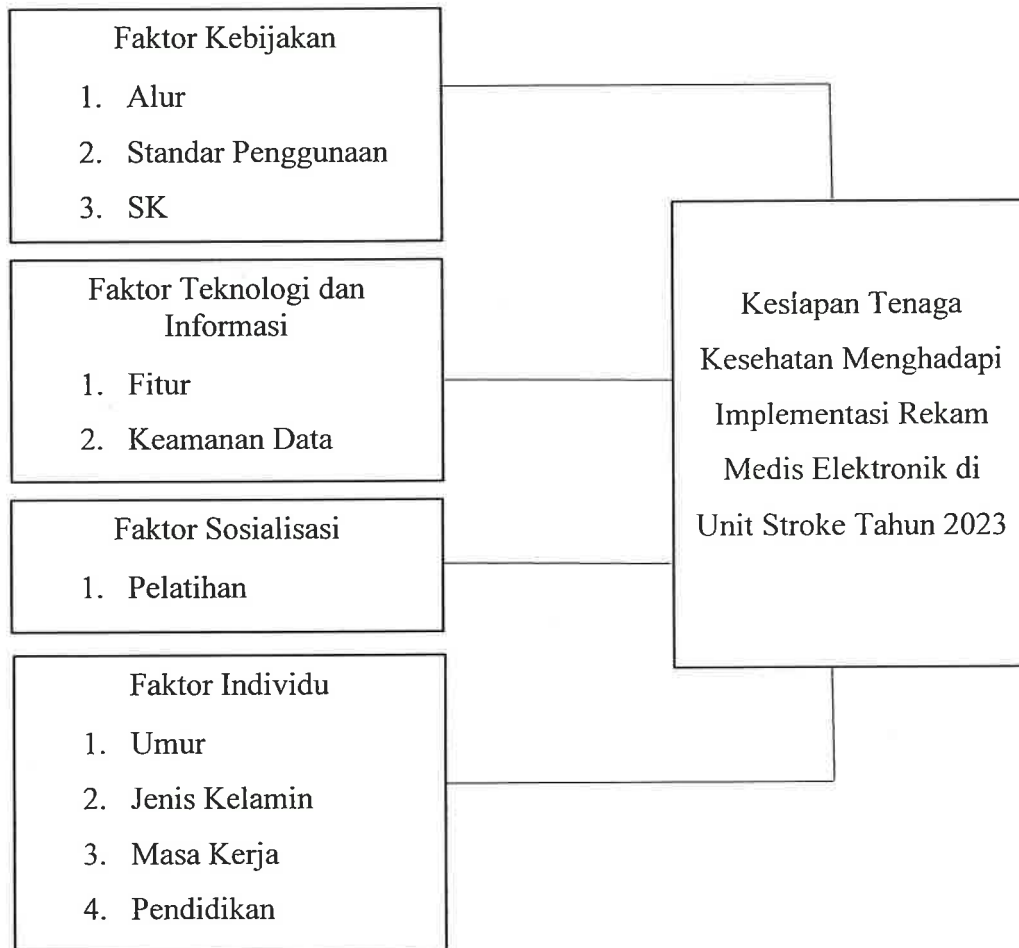 Faktor Kebijakan
1. Alur
2. Standar Penggunaan
3. SK
Faktor Teknologi dan
Informasi
1. Fitur
2. Keamanan Data
Faktor Sosialisasi
1. Pelatihan
Faktor Individu
1. Umur
2. Jenis Kelamin
3. Masa Kerja
4. Pendidikan
Kesiapan Tenaga
Kesehatan Menghadapi
Implementasi Rekam
Medis Elektronik di
Unit Stroke Tahun 2023